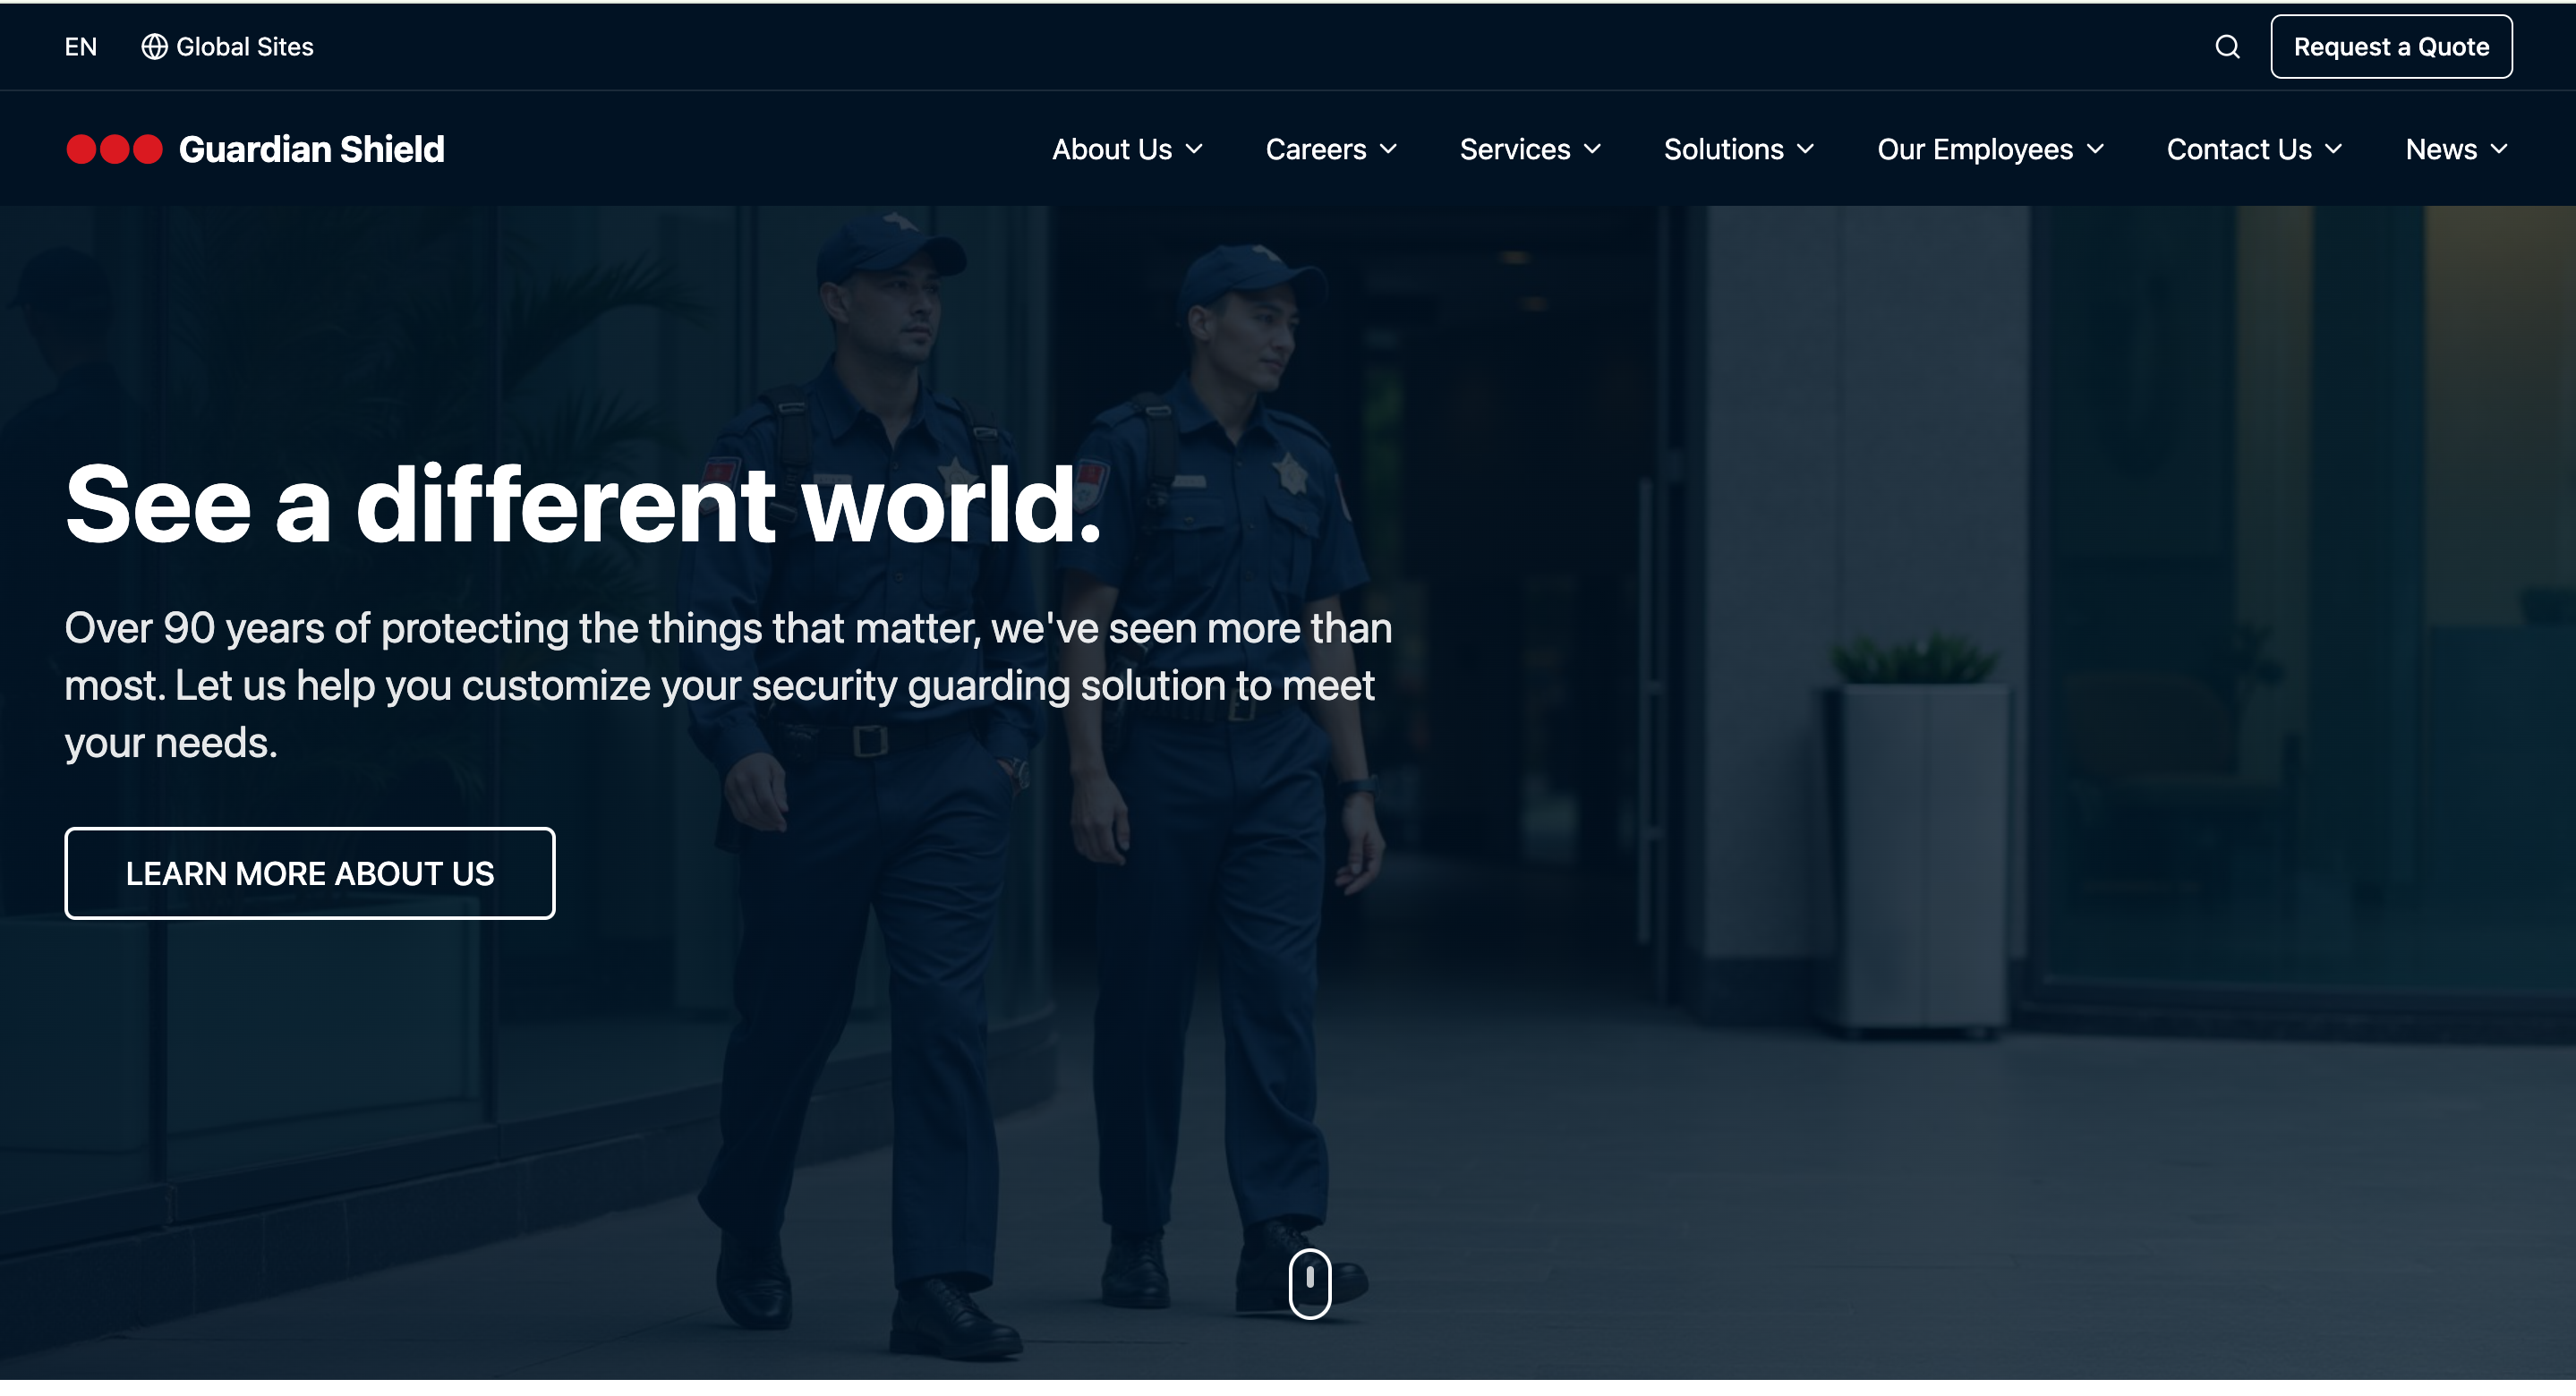 EN
Global Sites
Request a Quote
Guardian Shield
About Us
Careers
Services
Solutions
Our Employees
Contact Us
News
See a different world.
Over 90 years of protecting the things that matter, we've seen more than
most. Let us help you customize your security guarding solution to meet
your needs.
LEARN MORE ABOUT US